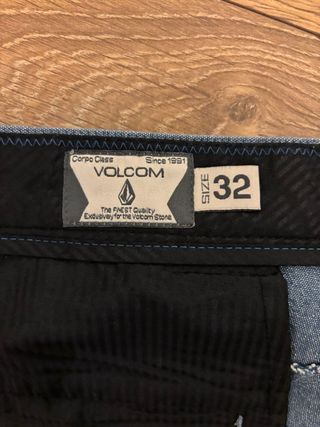 Corpo Class Since 1991
VOLCOM
The FINEST Quality
Exclusively for the Volcom Stone
SIZE 32